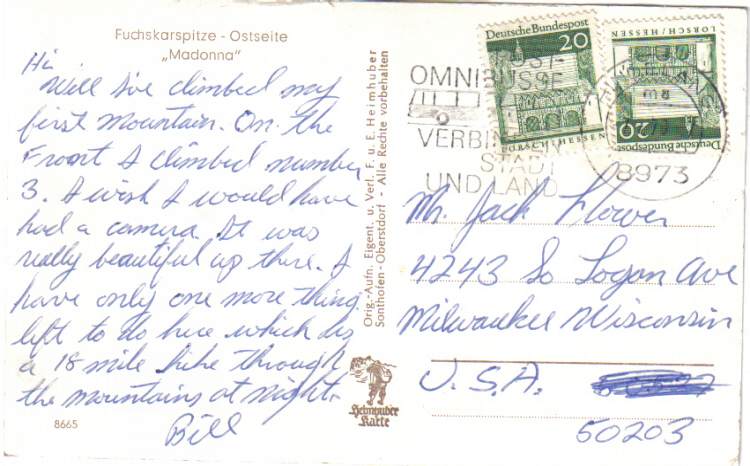 Fuchskarspitze - Ostseite
„Madonna“
Hi
Well I've climbed my
first mountain. On the
Front I climbed number
3. I wish I would have
had a camera. It was
really beautiful up there. I
have only one more thing
left to do here which is
a 18 mile hike through
the mountains at night.
Bill
8665
Orig.-Aufn. Eigent. u. Verl. F. u. E. Heimhuber
Sonthofen-Oberstdorf - Alle Rechte vorbehalten
Heimhuber
Karte
Deutsche Bundespost
20
LORSCH/HESSEN
Deutsche Bundespost
20
LORSCH/HESSEN
POST-
OMNIBUSSE
VERBINDEN
STADT
UND LAND
8973
Mr. Jack Flower
4243 So Logan Ave
Milwaukee Wisconsin
U.S.A.
50203